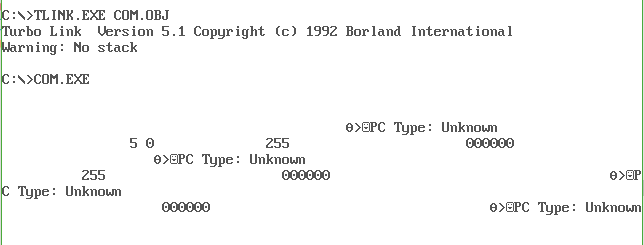 C:\>TLINK.EXE COM.OBJ
Turbo Link  Version 5.1 Copyright (c) 1992 Borland International
Warning: No stack
C:\>COM.EXE
θ>☺PC Type: Unknown
5 0 255 000000
θ>☺PC Type: Unknown
255 000000 θ>☺P
C Type: Unknown
000000 θ>☺PC Type: Unknown